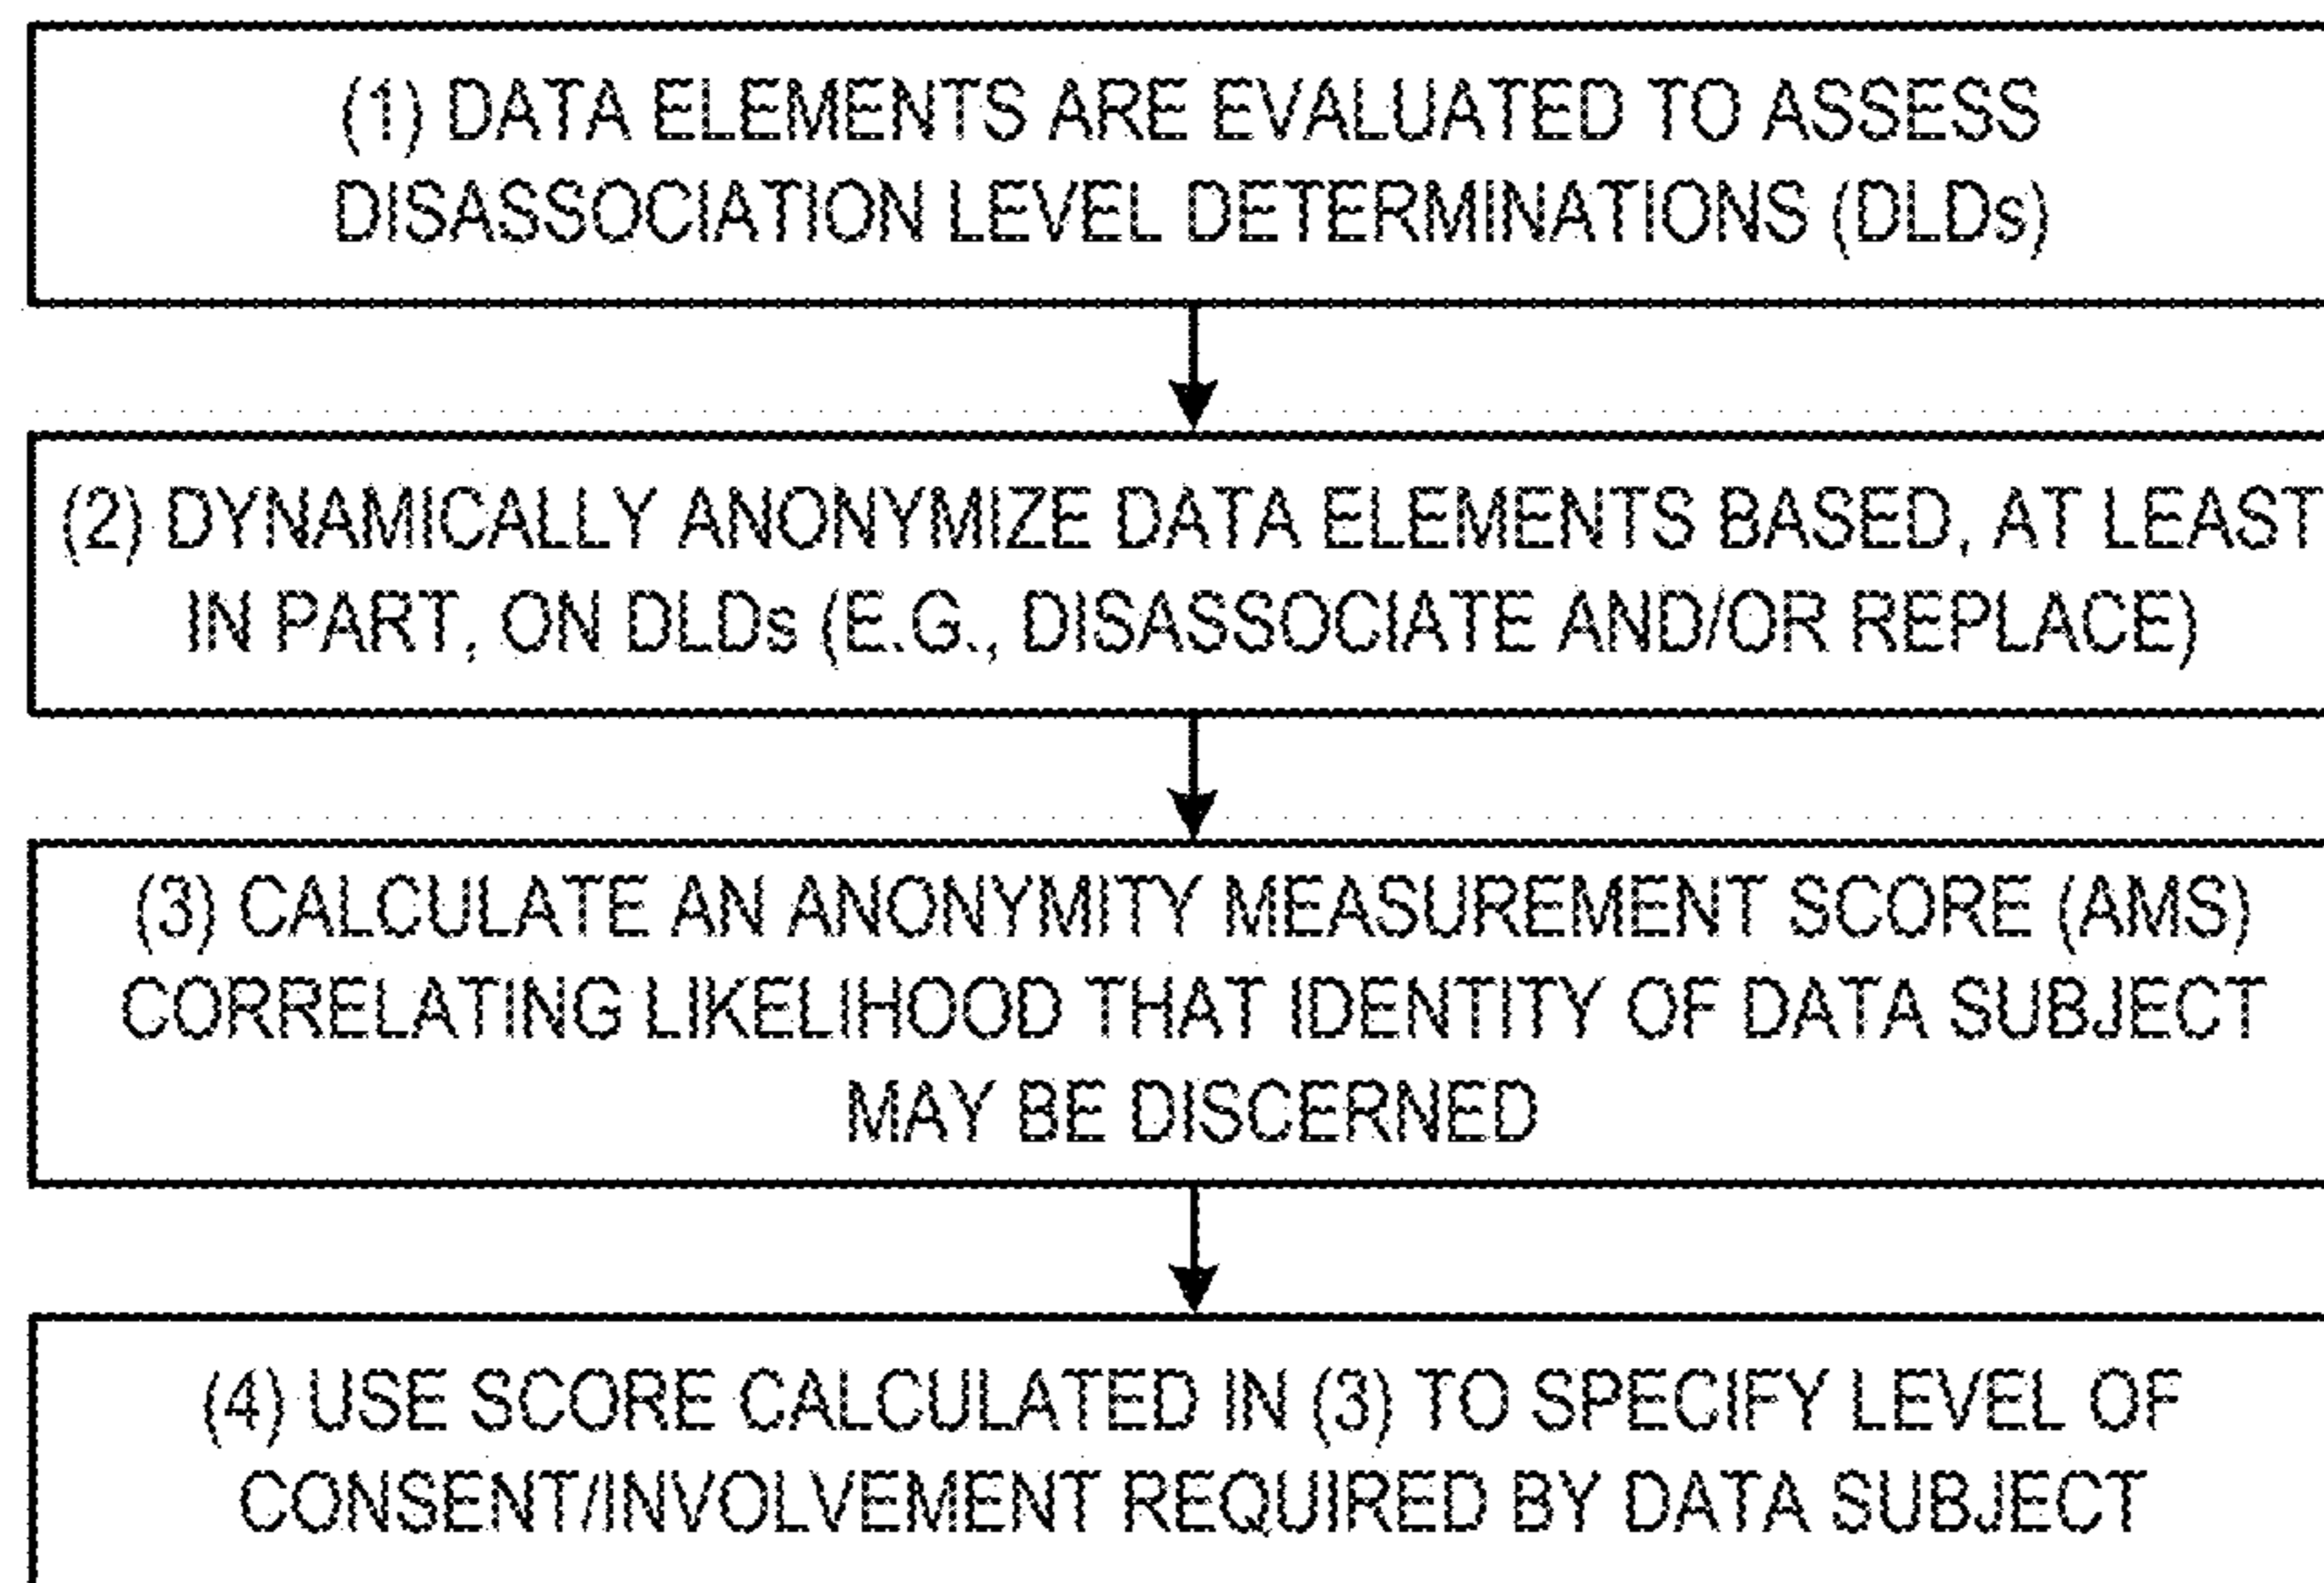 (1) DATA ELEMENTS ARE EVALUATED TO ASSESS
DISASSOCIATION LEVEL DETERMINATIONS (DLDs)
(2) DYNAMICALLY ANONYMIZE DATA ELEMENTS BASED, AT LEAST
IN PART, ON DLDs (E.G., DISASSOCIATE AND/OR REPLACE)
(3) CALCULATE AN ANONYMITY MEASUREMENT SCORE (AMS)
CORRELATING LIKELIHOOD THAT IDENTITY OF DATA SUBJECT
MAY BE DISCERNED
(4) USE SCORE CALCULATED IN (3) TO SPECIFY LEVEL OF
CONSENT/INVOLVEMENT REQUIRED BY DATA SUBJECT